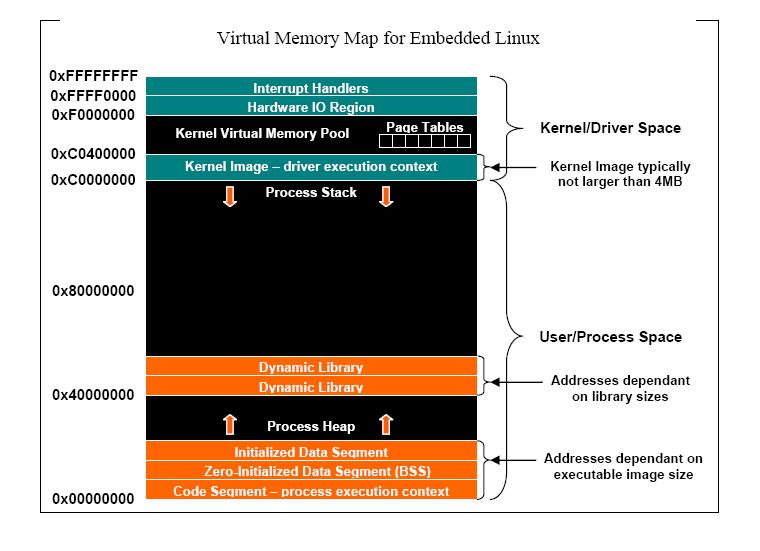 Virtual Memory Map for Embedded Linux
0xFFFFFFFF
Interrupt Handlers
0xFFFF0000
Hardware IO Region
0xF0000000
Kernel Virtual Memory Pool
Page Tables
Kernel/Driver Space
0xC0400000
Kernel Image – driver execution context
Kernel Image typically
not larger than 4MB
0xC0000000
Process Stack
0x80000000
User/Process Space
Dynamic Library
Dynamic Library
Addresses dependant
on library sizes
0x40000000
Process Heap
Initialized Data Segment
Zero-Initialized Data Segment (BSS)
Addresses dependant on
executable image size
Code Segment – process execution context
0x00000000